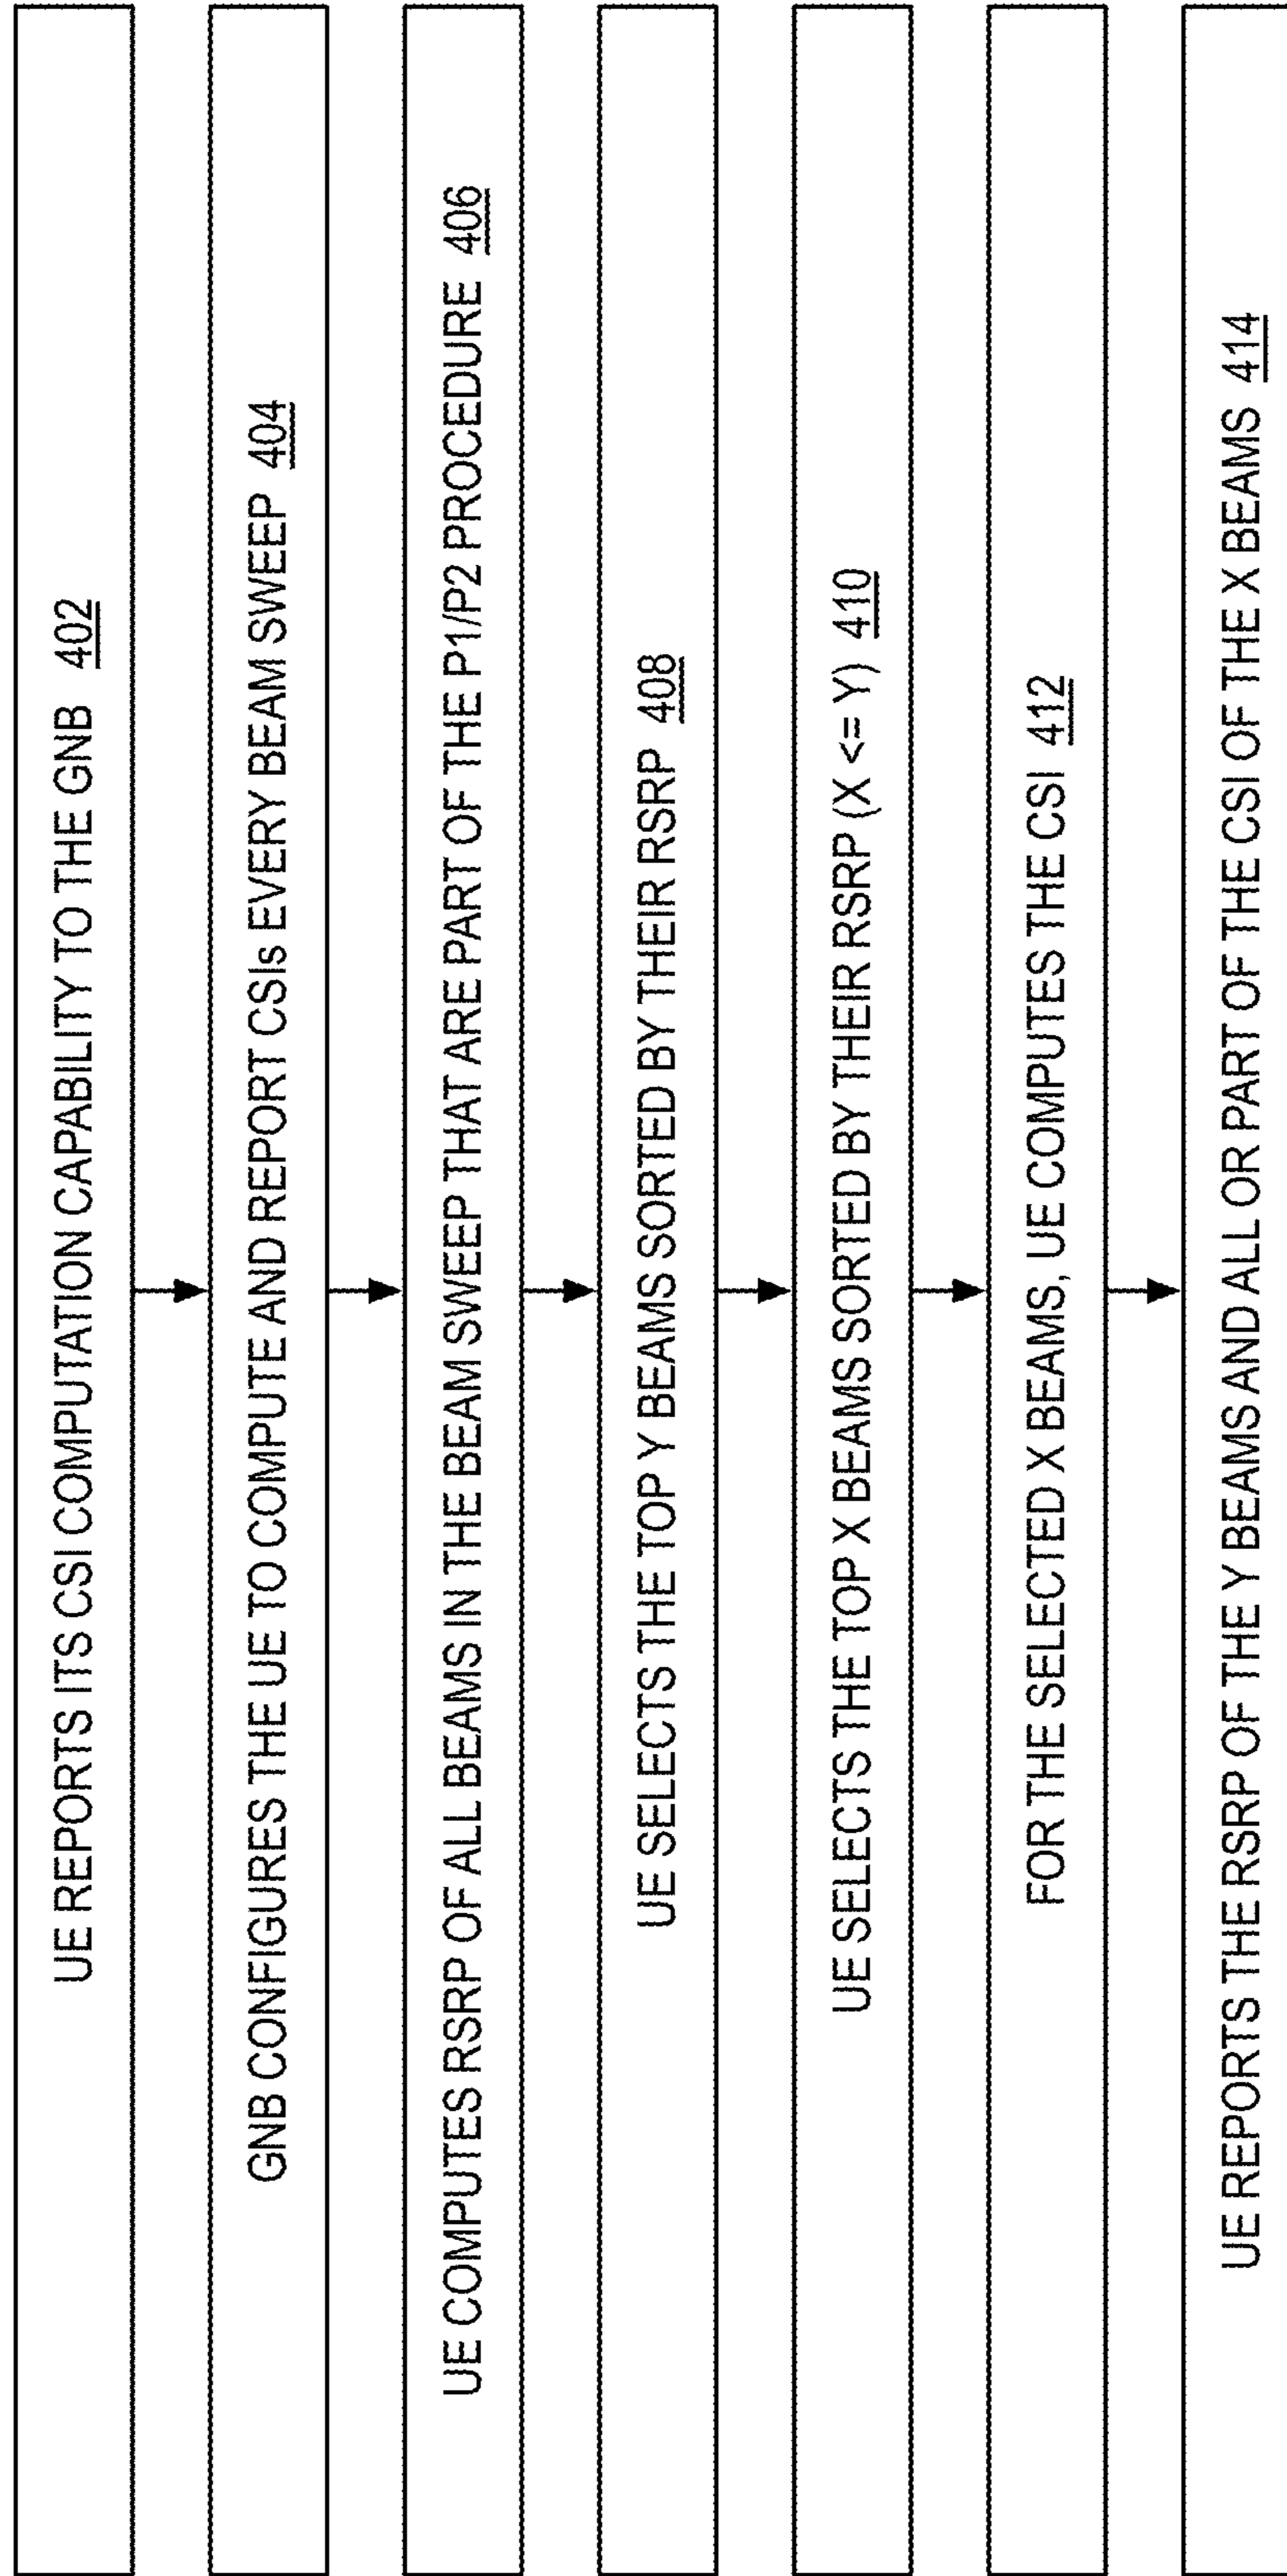 UE REPORTS ITS CSI COMPUTATION CAPABILITY TO THE GNB 402
GNB CONFIGURES THE UE TO COMPUTE AND REPORT CSIs EVERY BEAM SWEEP 404
UE COMPUTES RSRP OF ALL BEAMS IN THE BEAM SWEEP THAT ARE PART OF THE P1/P2 PROCEDURE 406
UE SELECTS THE TOP Y BEAMS SORTED BY THEIR RSRP 408
UE SELECTS THE TOP X BEAMS SORTED BY THEIR RSRP (X <= Y) 410
FOR THE SELECTED X BEAMS, UE COMPUTES THE CSI 412
UE REPORTS THE RSRP OF THE Y BEAMS AND ALL OR PART OF THE CSI OF THE X BEAMS 414